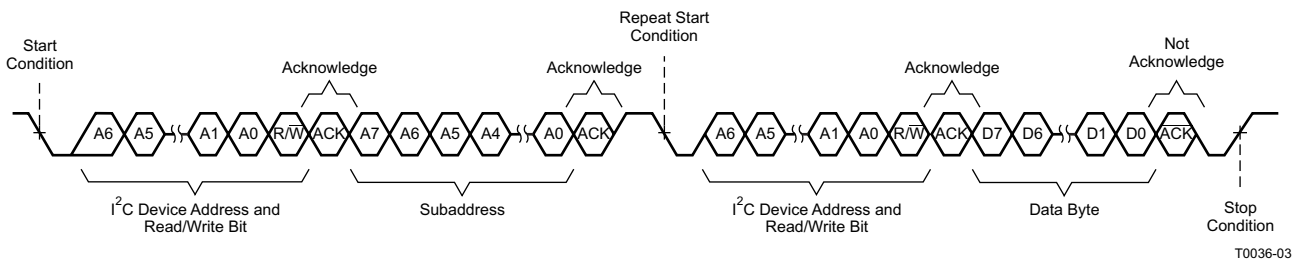 Repeat Start
Condition
Start
Condition
Not
Acknowledge
Acknowledge
Acknowledge
Acknowledge
A6 A5 A1 A0 R/W̅ ACK A7 A6 A5 A4 A0 ACK A6 A5 A1 A0 R/W̅ ACK D7 D6 D1 D0 A̅C̅K̅
I²C Device Address and
Read/Write Bit
Subaddress
I²C Device Address and
Read/Write Bit
Data Byte
Stop
Condition
T0036-03